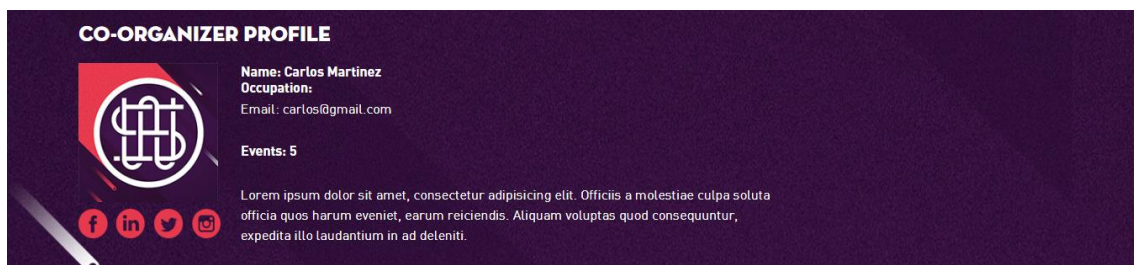 CO-ORGANIZER PROFILE
Name: Carlos Martinez
Occupation:
Email: carlos@gmail.com
Events: 5
Lorem ipsum dolor sit amet, consectetur adipisicing elit. Officiis a molestiae culpa soluta
officia quos harum eveniet, earum reiciendis. Aliquam voluptas quod consequuntur,
expedita illo laudantium in ad deleniti.